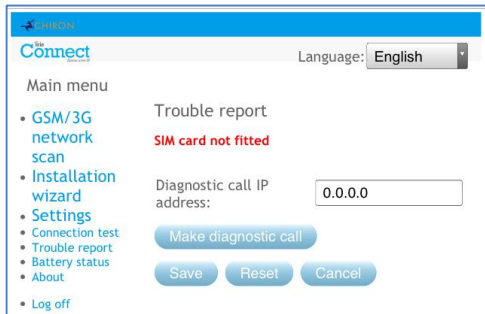 CHIRON
Iris
Connect
Language: English
Main menu
• GSM/3G
network
scan
• Installation
wizard
• Settings
• Connection test
• Trouble report
• Battery status
• About
• Log off
Trouble report
SIM card not fitted
Diagnostic call IP
address:
0.0.0.0
Make diagnostic call
Save Reset Cancel